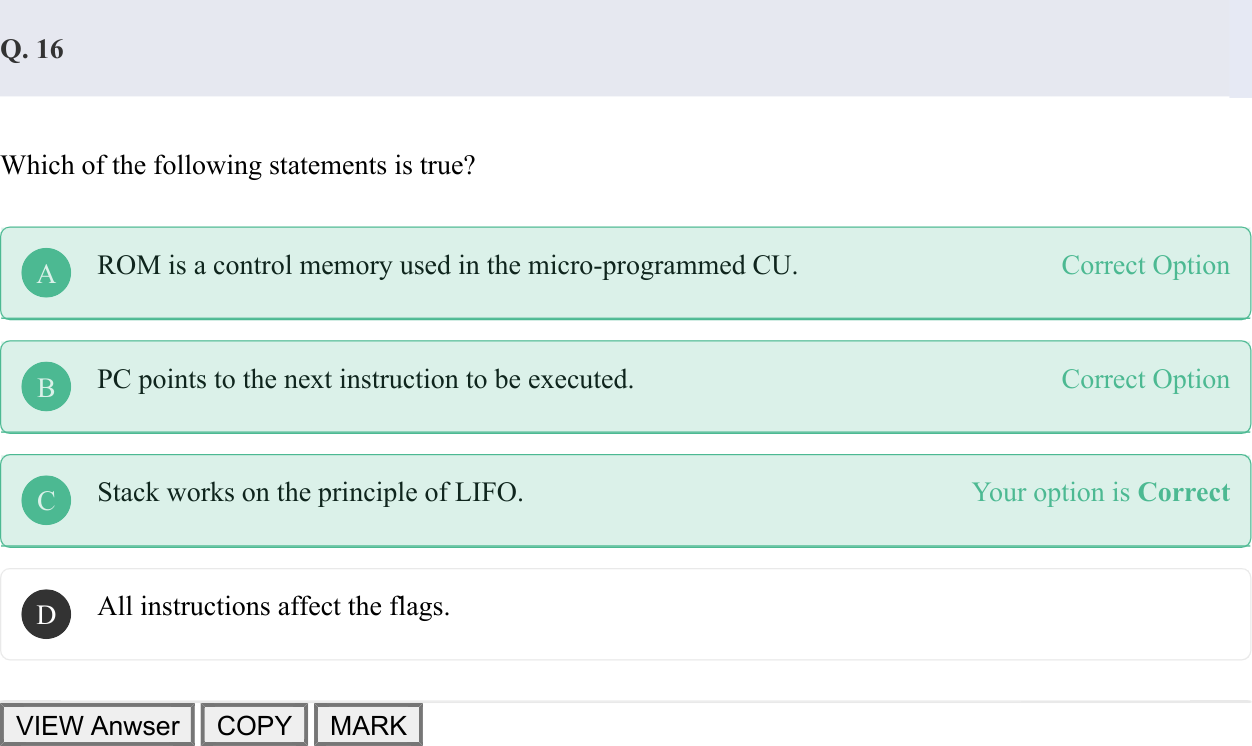 Q. 16
Which of the following statements is true?
A ROM is a control memory used in the micro-programmed CU. Correct Option
B PC points to the next instruction to be executed. Correct Option
C Stack works on the principle of LIFO. Your option is Correct
D All instructions affect the flags.
VIEW Anwser COPY MARK